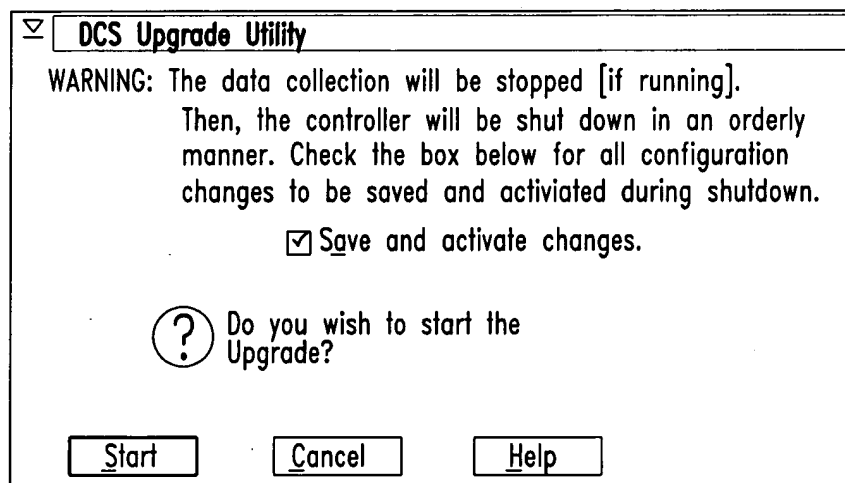 DCS Upgrade Utility
WARNING: The data collection will be stopped [if running].
Then, the controller will be shut down in an orderly
manner. Check the box below for all configuration
changes to be saved and activiated during shutdown.
Save and activate changes.
? Do you wish to start the
Upgrade?
Start Cancel Help